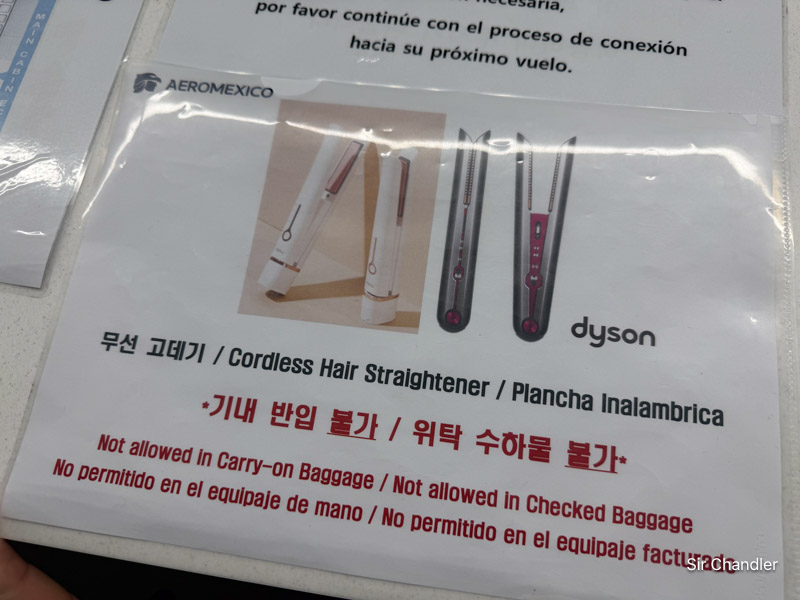 necesaria,
por favor continúe con el proceso de conexión
hacia su próximo vuelo.
MAIN CABIN
AEROMEXICO
dyson
무선 고데기 / Cordless Hair Straightener / Plancha Inalambrica
*기내 반입 불가 / 위탁 수하물 불가*
Not allowed in Carry-on Baggage / Not allowed in Checked Baggage
No permitido en el equipaje de mano / No permitido en el equipaje facturado
Sir Chandler